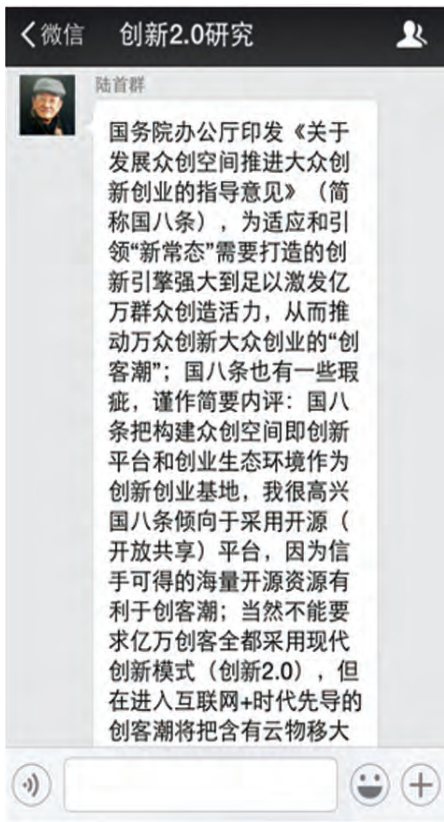 微信 创新2.0研究
陆首群
国务院办公厅印发《关于
发展众创空间推进大众创
新创业的指导意见》（简
称国八条），为适应和引
领“新常态”需要打造的创
新引擎强大到足以激发亿
万群众创造活力，从而推
动万众创新大众创业的“创
客潮”；国八条也有一些瑕
疵，谨作简要内评：国八
条把构建众创空间即创新
平台和创业生态环境作为
创新创业基地，我很高兴
国八条倾向于采用开源（
开放共享）平台，因为信
手可得的海量开源资源有
利于创客潮；当然不能要
求亿万创客全都采用现代
创新模式（创新2.0），但
在进入互联网+时代先导的
创客潮将把含有云物移大